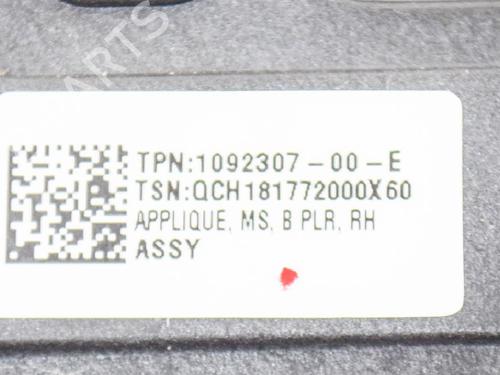 TPN:1092307-00-E
TSN:QCH181772000X60
APPLIQUE, MS, B PLR, RH
ASSY